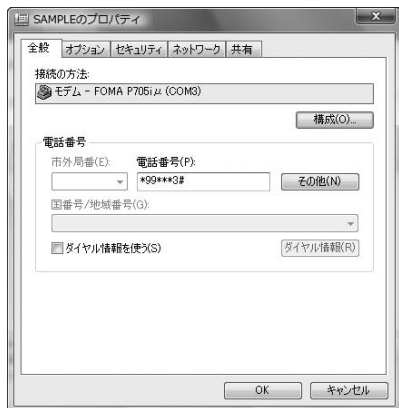 SAMPLEのプロパティ
全般 オプション セキュリティ ネットワーク 共有
接続の方法:
モデム - FOMA P705iμ (COM3)
構成(O)...
電話番号
市外局番(E): 電話番号(P):
*99***3# その他(N)
国番号/地域番号(G):
ダイヤル情報を使う(S) ダイヤル情報(R)
OK キャンセル